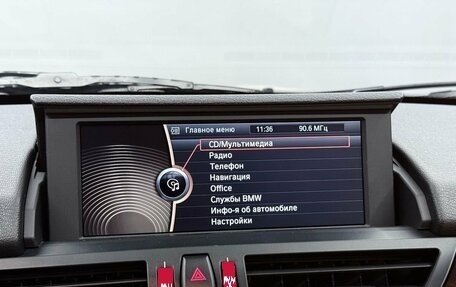 Главное меню 11:36 90.6 МГц
CD/Мультимедиа
Радио
Телефон
Навигация
Office
Службы BMW
Инфо-я об автомобиле
Настройки